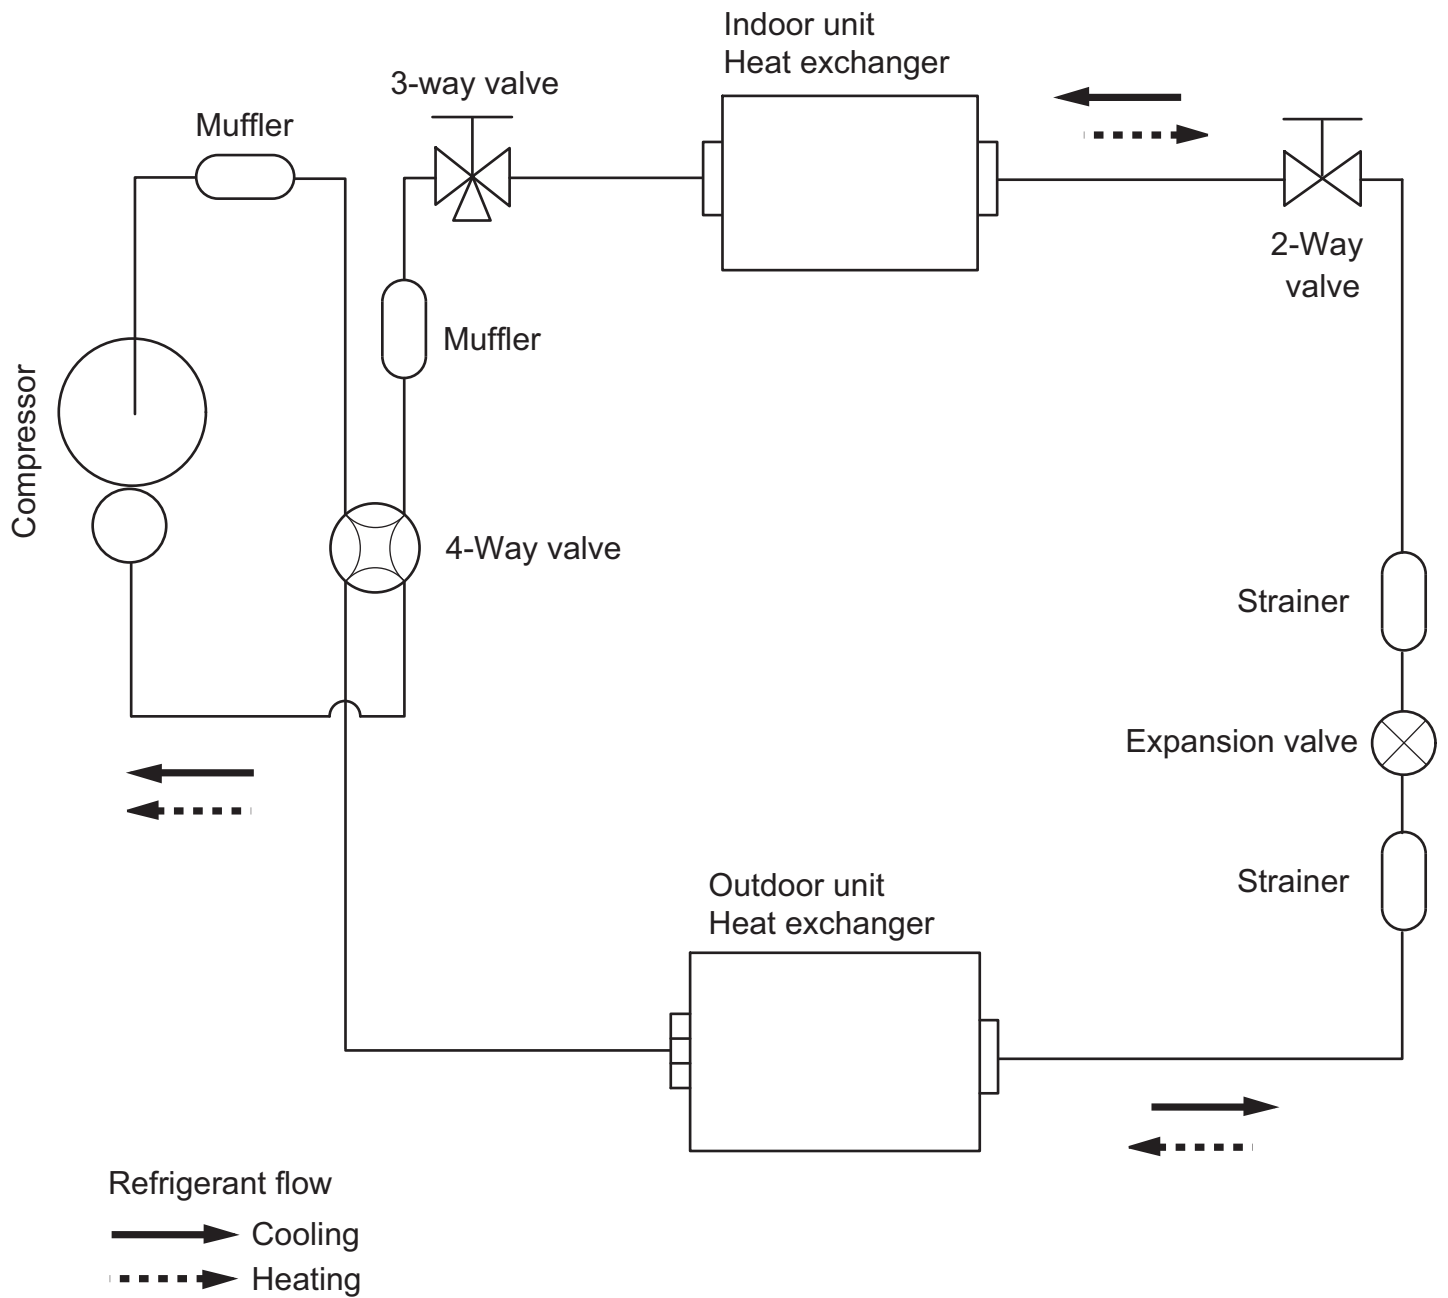 Indoor unit
Heat exchanger
3-way valve
Muffler
2-Way
valve
Muffler
Compressor
4-Way valve
Strainer
Expansion valve
Strainer
Outdoor unit
Heat exchanger
Refrigerant flow
Cooling
Heating